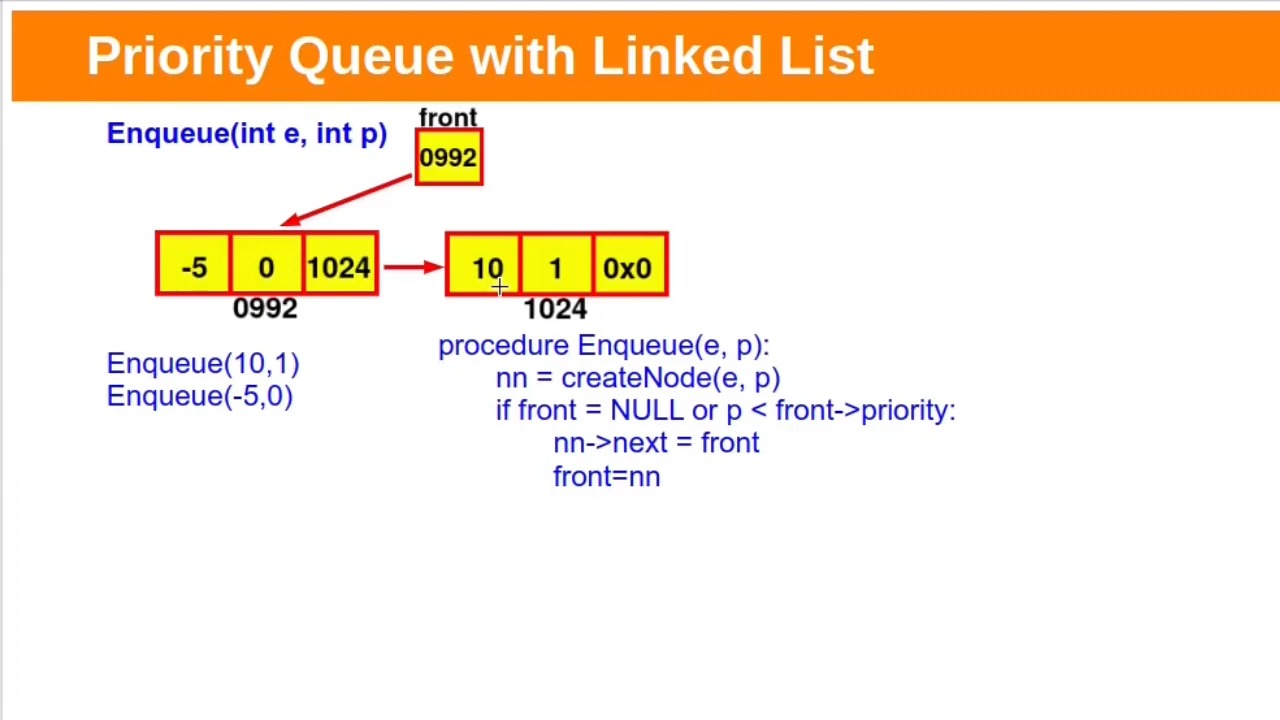 Priority Queue with Linked List
Enqueue(int e, int p)
front
0992
-5 0 1024
10 1 0x0
0992
1024
Enqueue(10,1)
Enqueue(-5,0)
procedure Enqueue(e, p):
nn = createNode(e, p)
if front = NULL or p < front->priority:
nn->next = front
front=nn